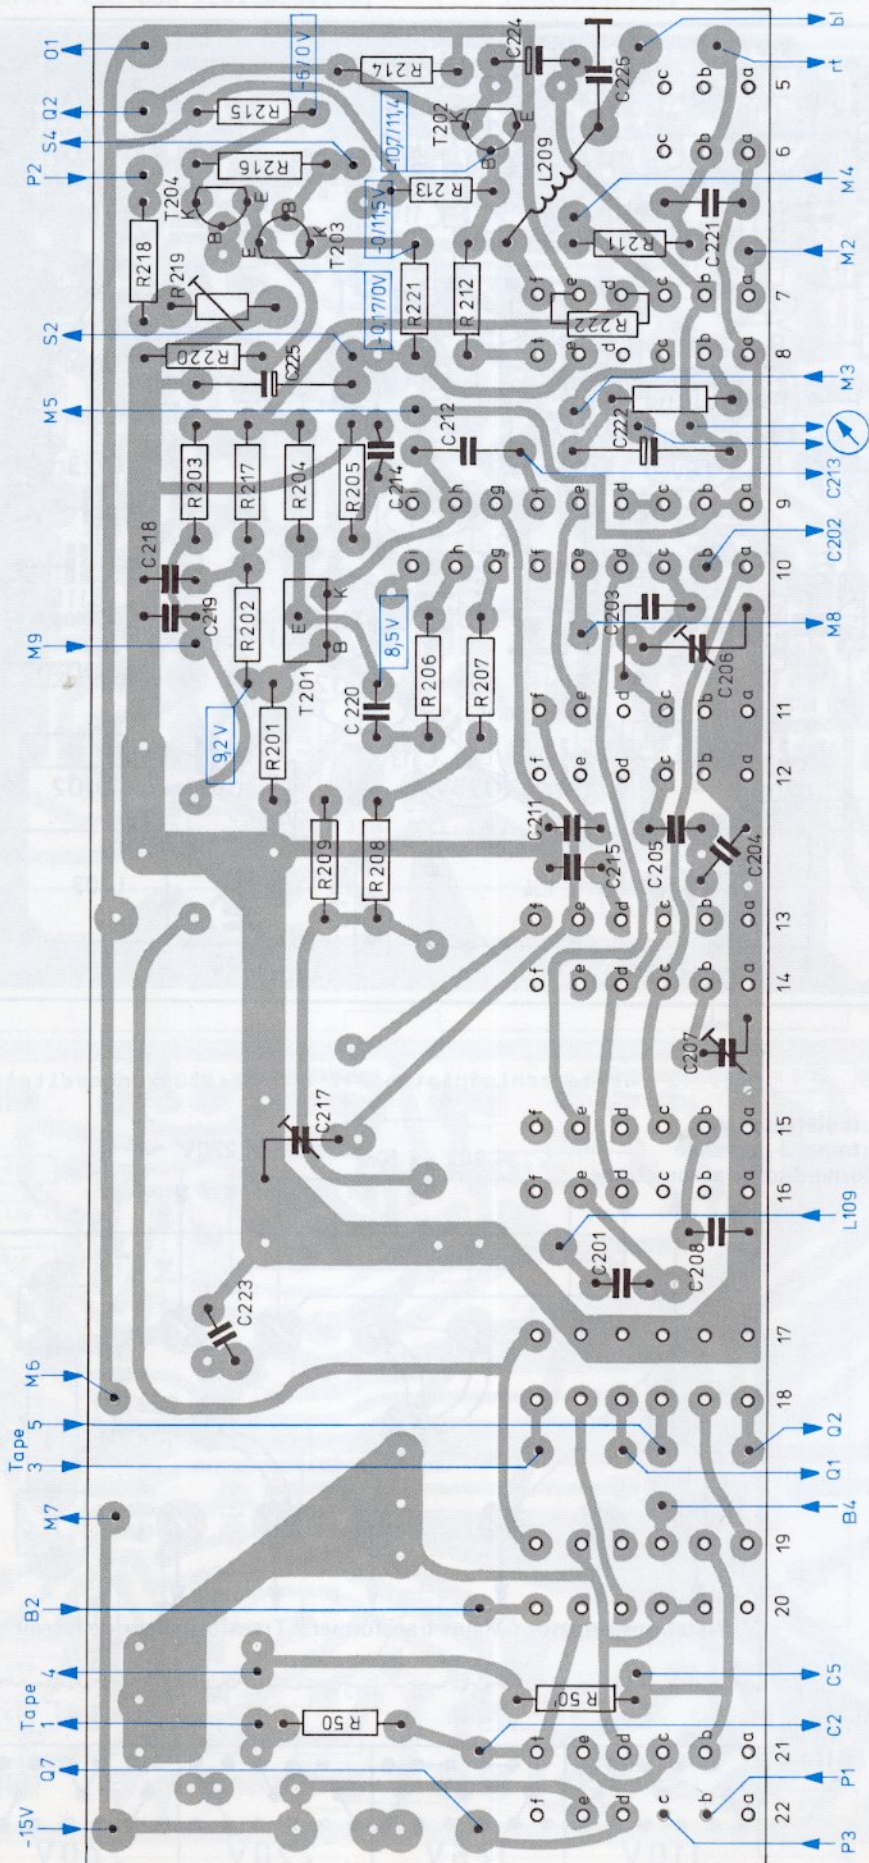 O1
Q2
S4
P2
S2
M5
M9
M6
Tape
5
3
M7
B2
4
Tape
1
Q7
-15V
-6/0V
-10,7/11,4
-0/11,5V
-0,17/0V
8,5V
9,2V
R214
R215
R216
T204
K
E
B
T203
E
B
K
R218
R219
R220
C225
T202
K
E
B
R213
C224
C226
L209
R211
C221
R221
R212
R222
R203
R217
R204
R205
C214
C212
C222
C218
C219
R202
E
K
B
T201
R201
C220
R206
R207
C203
C206
R209
R208
C211
C215
C205
C204
C207
C217
C201
C208
C223
R50
R50'
c b a 5
c b a 6
f e d c b a 7
f e d c b a 8
i h g f e d c b a 9
i h g f e d c b a 10
f e d c b a 11
f e d c b a 12
f e d c b a 13
f e d c b a 14
f e d c b a 15
f e d c b a 16
17
18
19
20
f e d c b a 21
f e d c b a 22
bl
rt
M4
M2
M3
C213
C202
M8
L109
Q2
Q1
B4
C5
C2
P1
P3